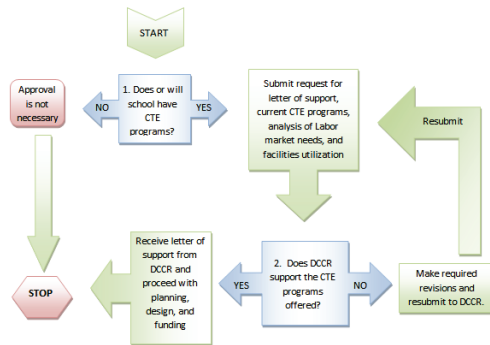 START
Approval
is not
necessary
NO
1. Does or will
school have
CTE
programs?
YES
Submit request for
letter of support,
current CTE programs,
analysis of Labor
market needs, and
facilities utilization
Resubmit
STOP
Receive letter of
support from
DCCR and
proceed with
planning,
design, and
funding
YES
2. Does DCCR
support the CTE
programs
offered?
NO
Make required
revisions and
resubmit to DCCR.